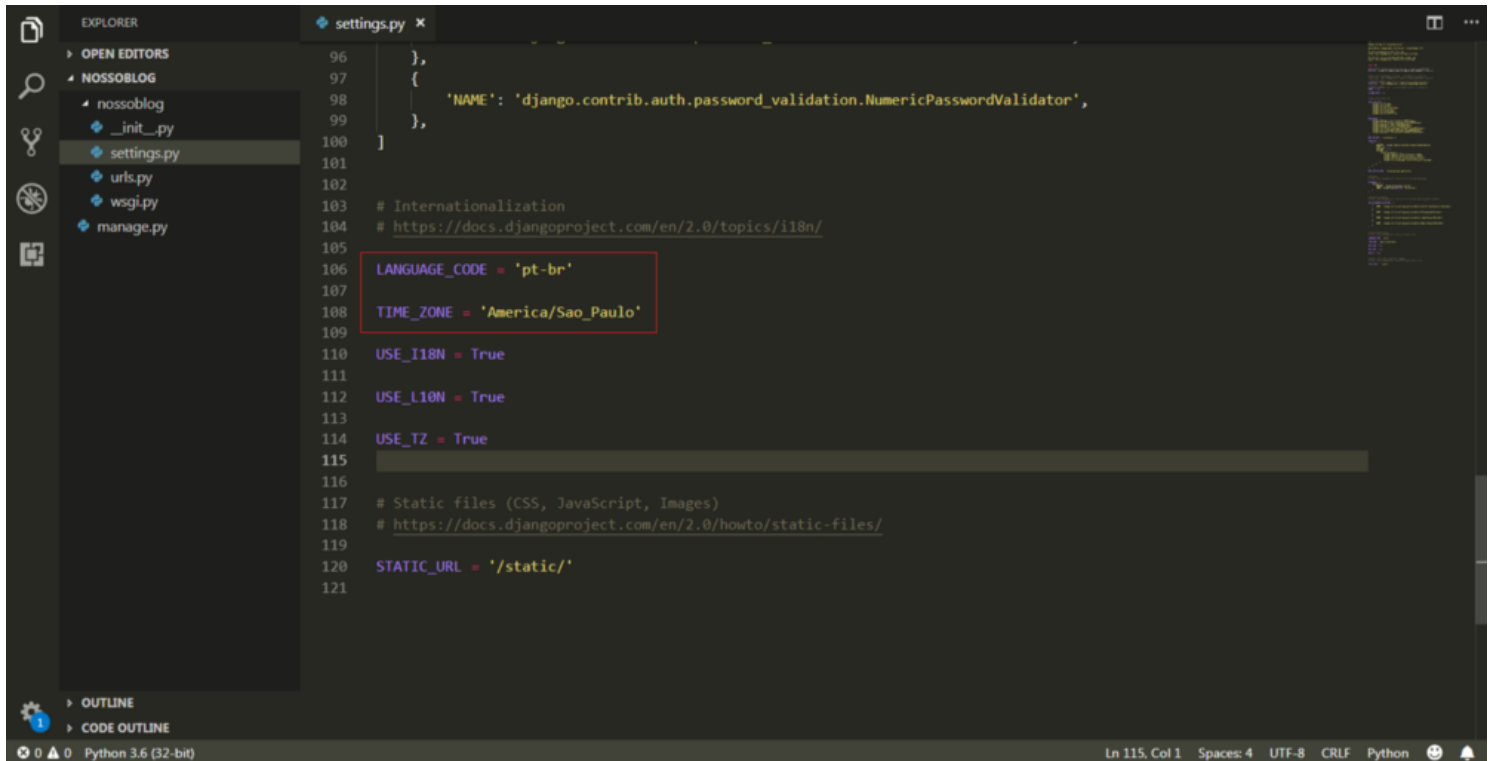 EXPLORER
OPEN EDITORS
NOSSOBLOG
nossoblog
__init__.py
settings.py
urls.py
wsgi.py
manage.py
OUTLINE
CODE OUTLINE
settings.py ×
96 },
97 {
98 'NAME': 'django.contrib.auth.password_validation.NumericPasswordValidator',
99 },
100 ]
101
102
103 # Internationalization
104 # https://docs.djangoproject.com/en/2.0/topics/i18n/
105
106 LANGUAGE_CODE = 'pt-br'
107
108 TIME_ZONE = 'America/Sao_Paulo'
109
110 USE_I18N = True
111
112 USE_L10N = True
113
114 USE_TZ = True
115
116
117 # Static files (CSS, JavaScript, Images)
118 # https://docs.djangoproject.com/en/2.0/howto/static-files/
119
120 STATIC_URL = '/static/'
121
1
0 0 Python 3.6 (32-bit) Ln 115, Col 1 Spaces: 4 UTF-8 CRLF Python